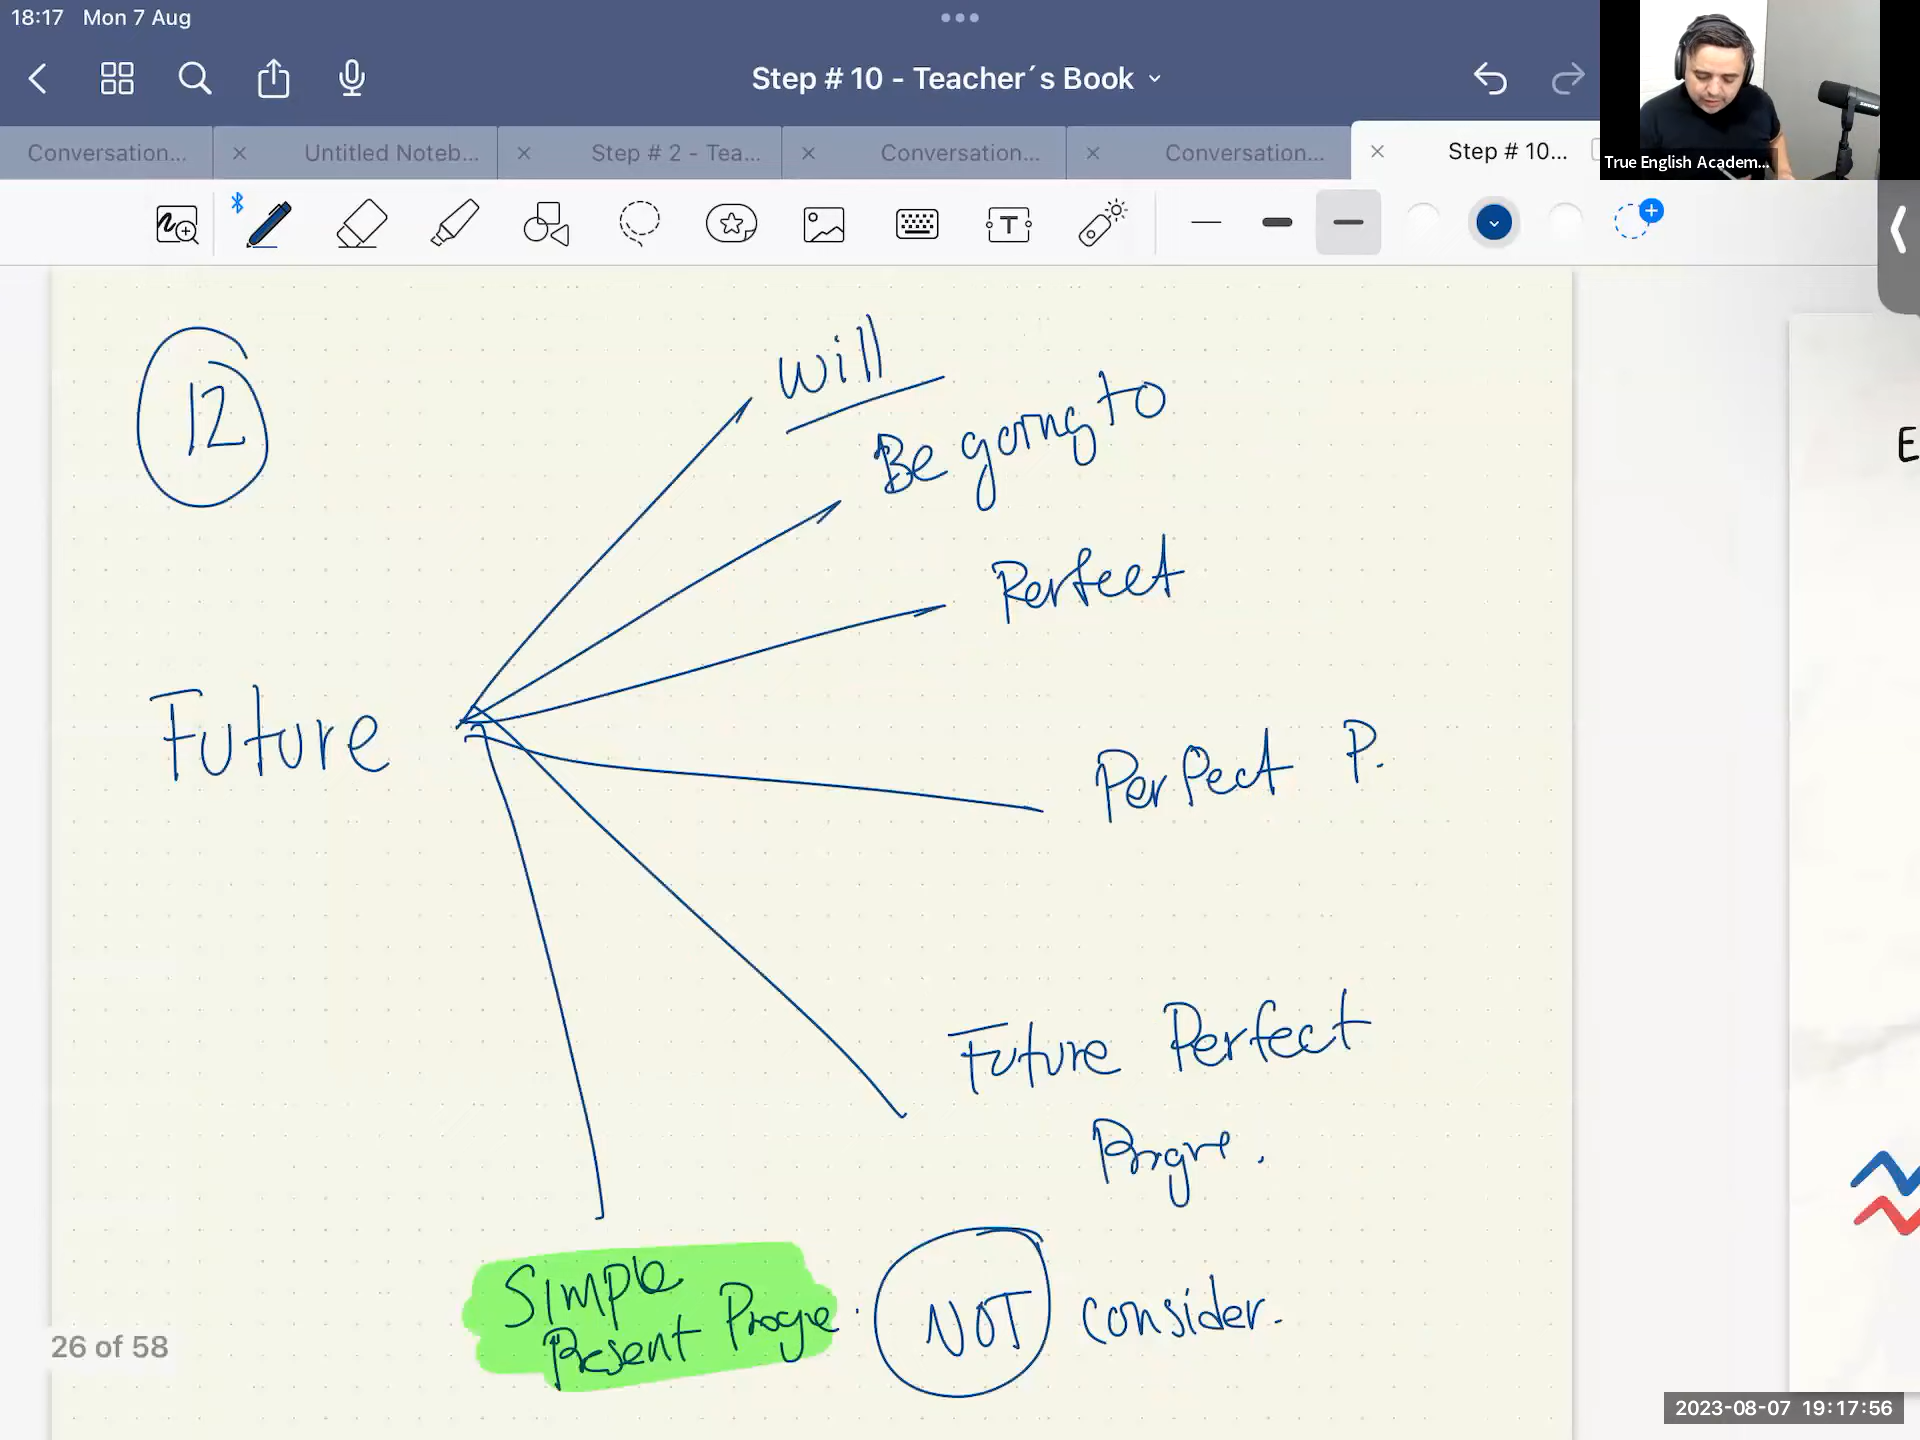 18:17 Mon 7 Aug
Step # 10 - Teacher´s Book
Conversation...
Untitled Noteb...
Step # 2 - Tea...
Conversation...
Conversation...
Step # 10...
True English Academ...
12
will
Be going to
Perfect
Future
Perfect P.
Future Perfect
Progre.
Simple
Present Progre.
NOT consider.
26 of 58
E
2023-08-07 19:17:56